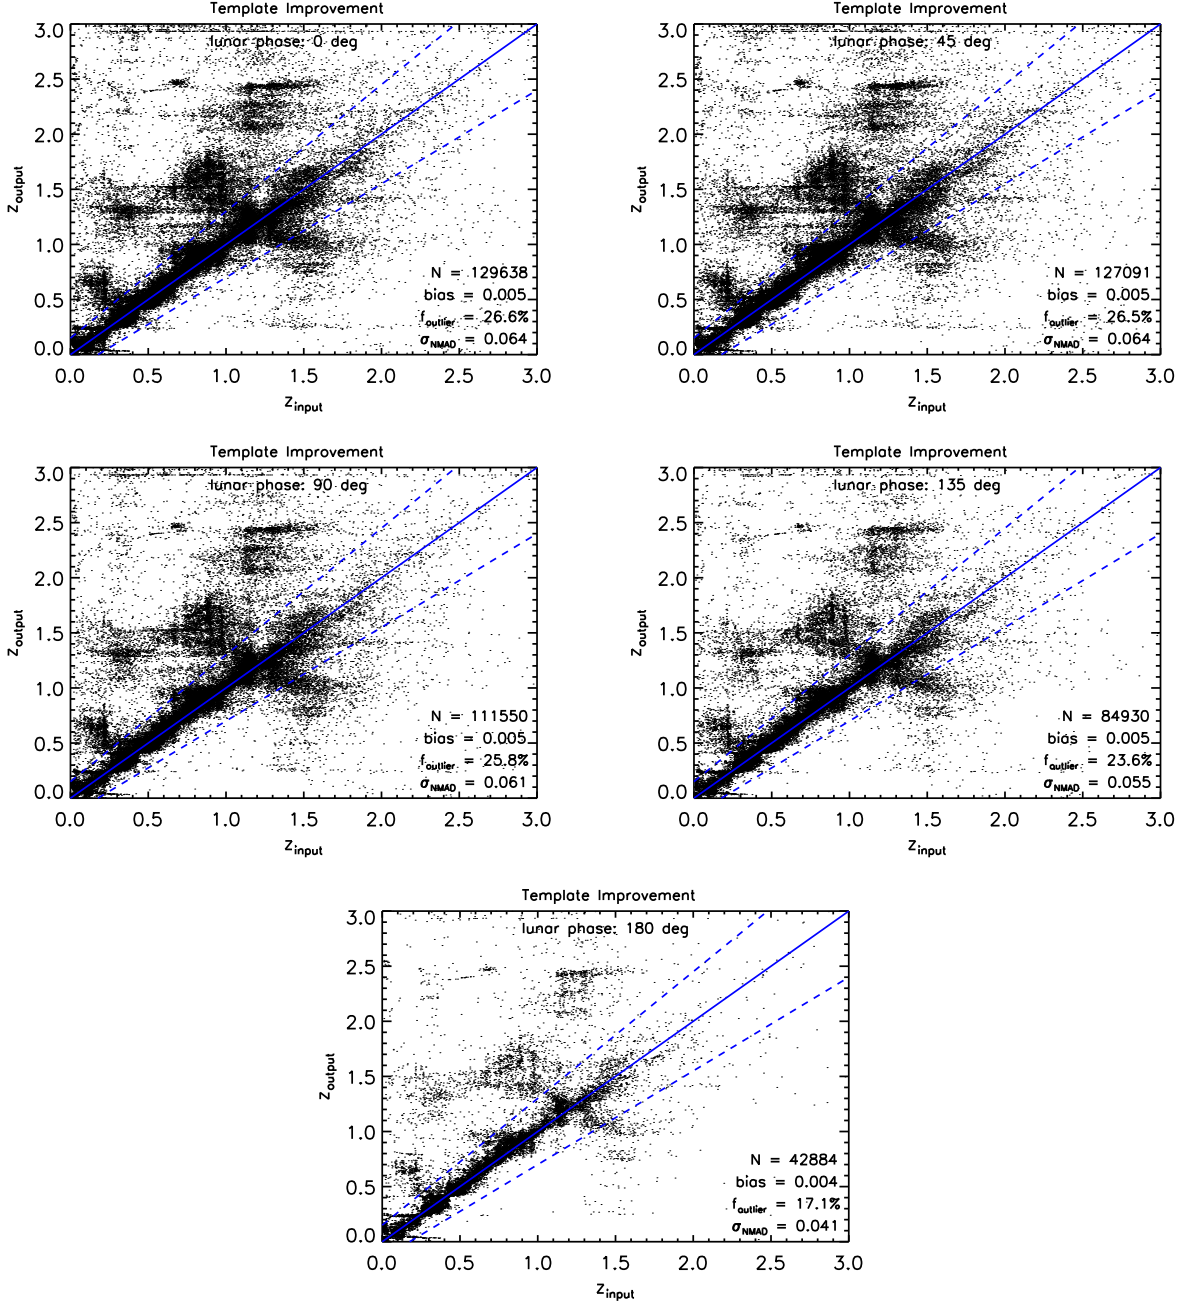 Template Improvement
lunar phase: 0 deg
3.0
2.5
2.0
1.5
1.0
0.5
0.0
z_output
N = 129638
bias = 0.005
f_outlier = 26.6%
σ_NMAD = 0.064
0.0 0.5 1.0 1.5 2.0 2.5 3.0
z_input
Template Improvement
lunar phase: 45 deg
3.0
2.5
2.0
1.5
1.0
0.5
0.0
z_output
N = 127091
bias = 0.005
f_outlier = 26.5%
σ_NMAD = 0.064
0.0 0.5 1.0 1.5 2.0 2.5 3.0
z_input
Template Improvement
lunar phase: 90 deg
3.0
2.5
2.0
1.5
1.0
0.5
0.0
z_output
N = 111550
bias = 0.005
f_outlier = 25.8%
σ_NMAD = 0.061
0.0 0.5 1.0 1.5 2.0 2.5 3.0
z_input
Template Improvement
lunar phase: 135 deg
3.0
2.5
2.0
1.5
1.0
0.5
0.0
z_output
N = 84930
bias = 0.005
f_outlier = 23.6%
σ_NMAD = 0.055
0.0 0.5 1.0 1.5 2.0 2.5 3.0
z_input
Template Improvement
lunar phase: 180 deg
3.0
2.5
2.0
1.5
1.0
0.5
0.0
z_output
N = 42884
bias = 0.004
f_outlier = 17.1%
σ_NMAD = 0.041
0.0 0.5 1.0 1.5 2.0 2.5 3.0
z_input